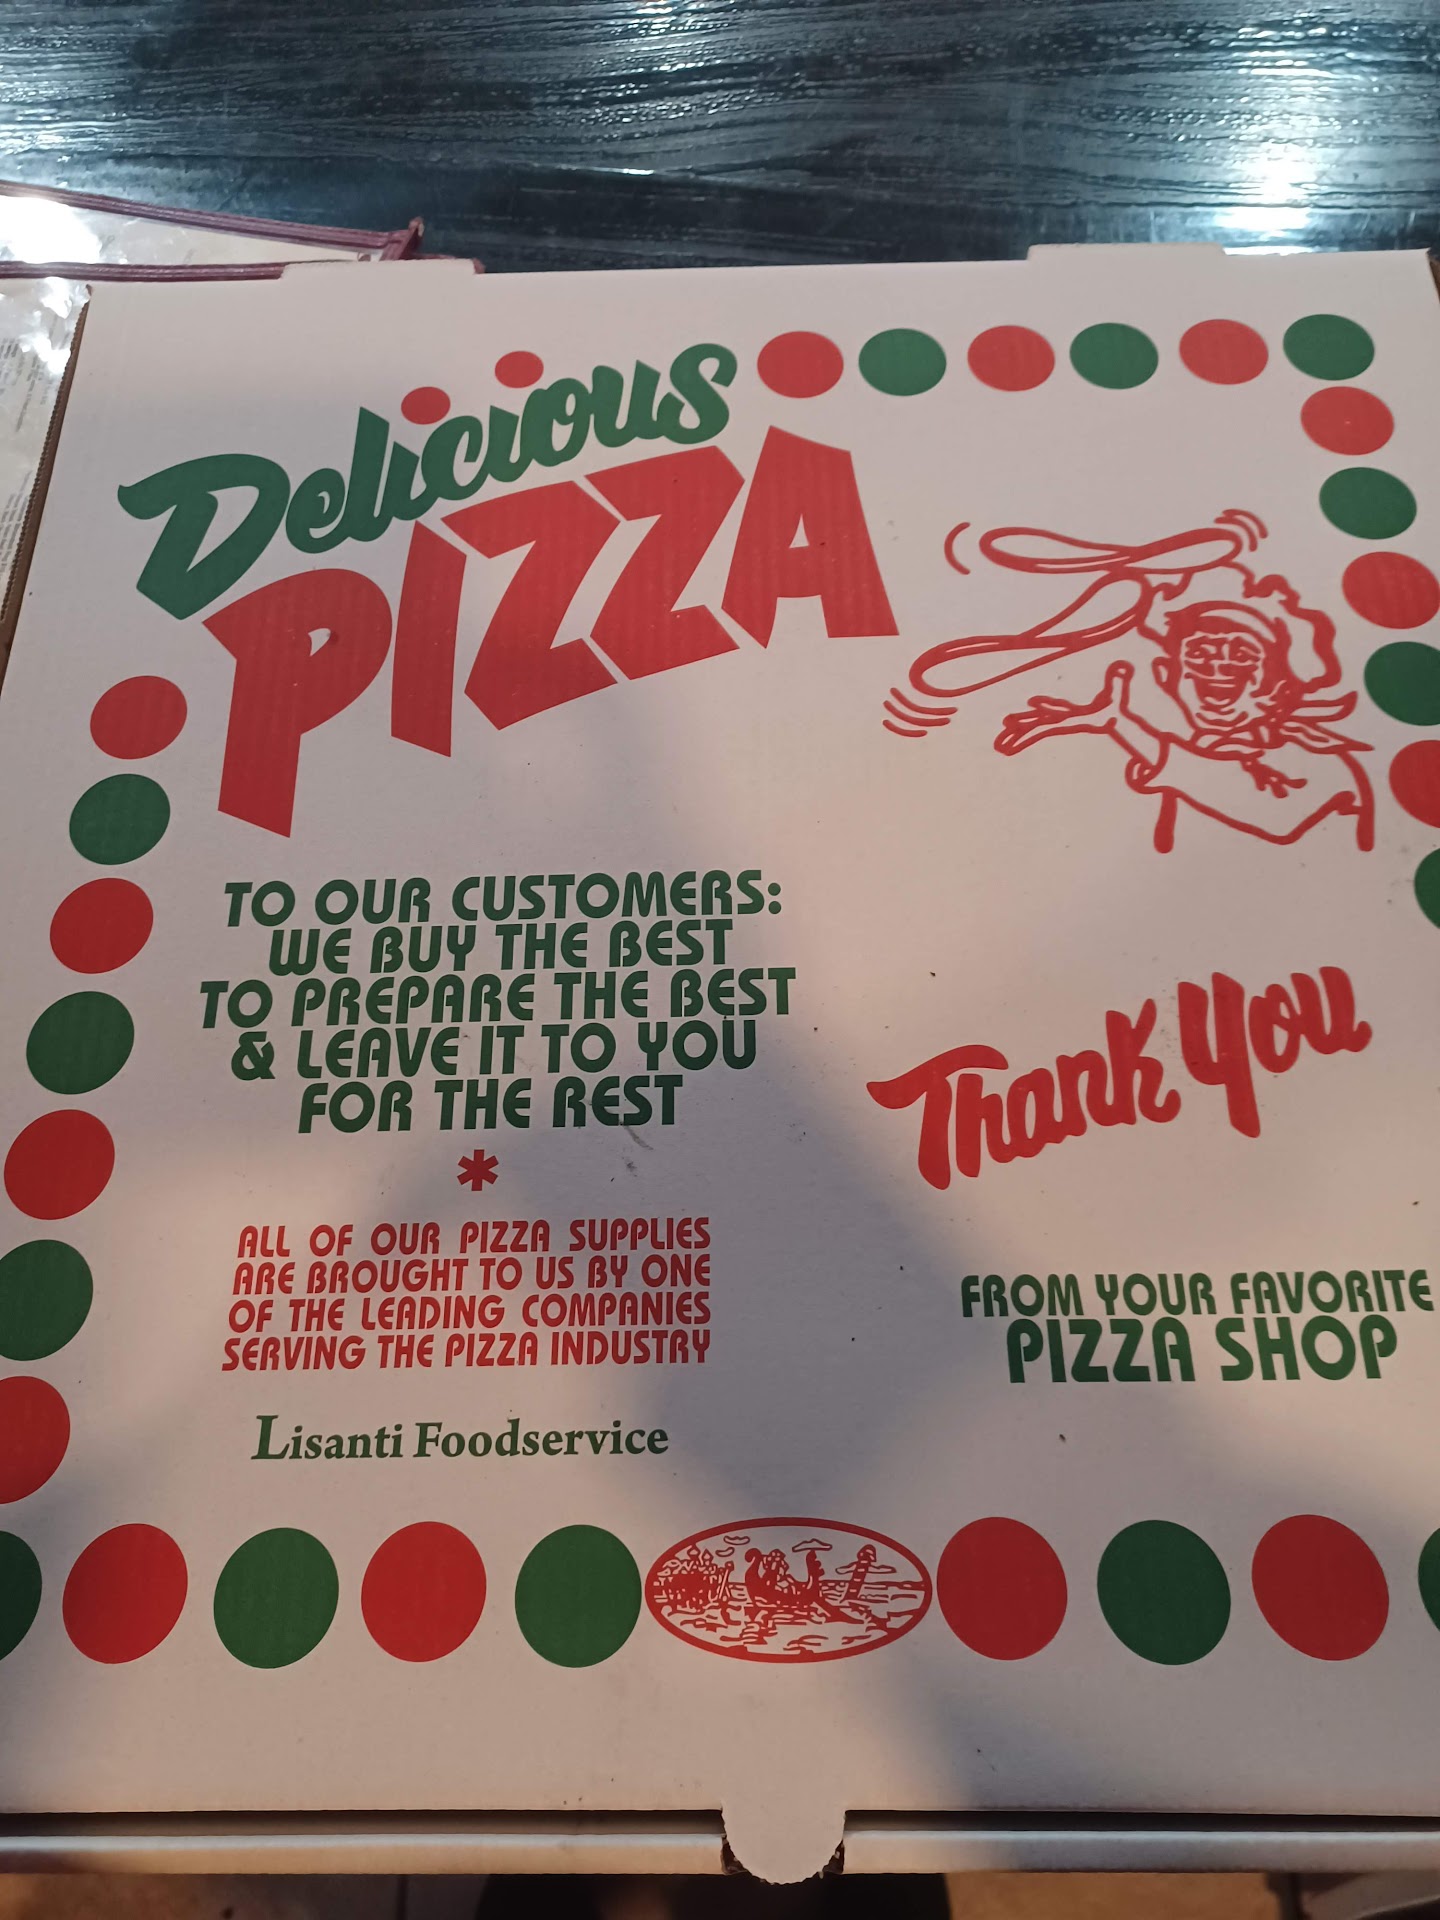 Delicious
PIZZA
TO OUR CUSTOMERS:
WE BUY THE BEST
TO PREPARE THE BEST
& LEAVE IT TO YOU
FOR THE REST
*
ALL OF OUR PIZZA SUPPLIES
ARE BROUGHT TO US BY ONE
OF THE LEADING COMPANIES
SERVING THE PIZZA INDUSTRY
Lisanti Foodservice
Thank You
FROM YOUR FAVORITE
PIZZA SHOP